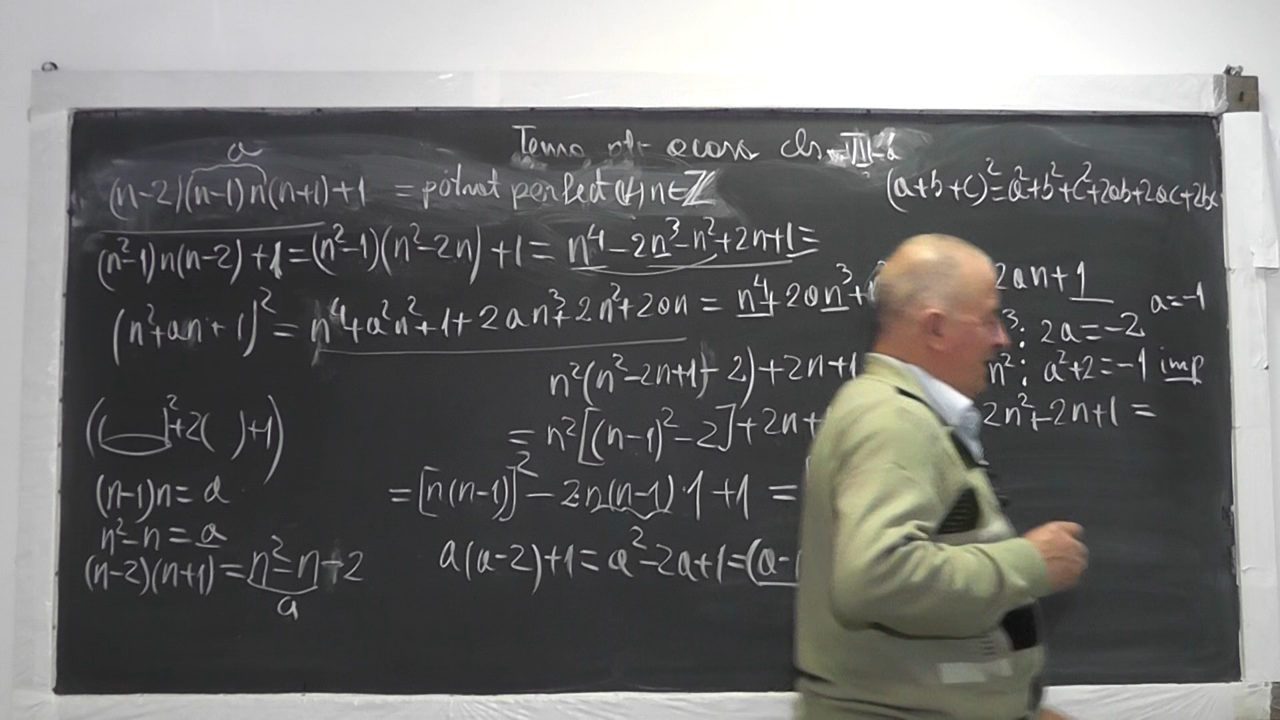 Tema ptr acasă cls. VII-a
a
(n-2)(n-1)n(n+1)+1 = pătrat perfect (∀) n∈ℤ
(a+b+c)²=a²+b²+c²+2ab+2ac+2bc
(n²-1)n(n-2)+1=(n²-1)(n²-2n)+1= n⁴-2n³-n²+2n+1=
(n²+an+1)² = n⁴+a²n²+1+2an³+2n²+2an = n⁴+2an³+ 2an+1
a=-1
³: 2a=-2
n²: a²+2=-1 imp
n²(n²-2n+1-2)+2n+1
2n²+2n+1 =
(( )²+2( )+1)
= n²[(n-1)²-2]+2n+
(n-1)n=a
=[n(n-1)]²-2·n(n-1)·1+1 =
n²-n=a
(n-2)(n+1)=n²-n+2
a
a(a-2)+1=a²-2a+1=(a-